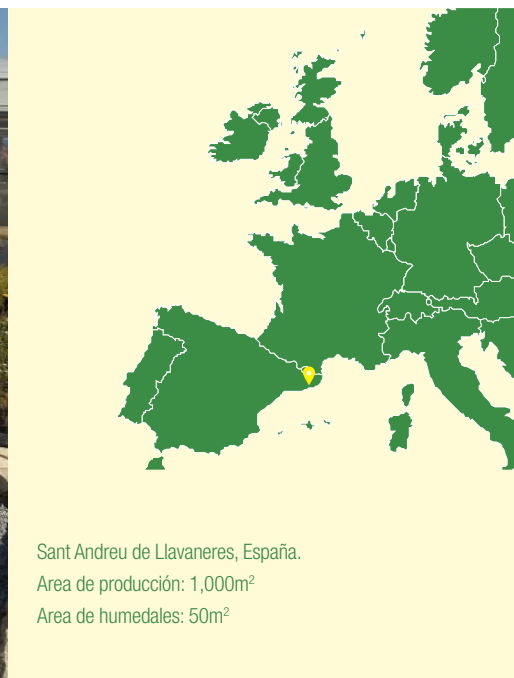 Sant Andreu de Llavaneres, España.
Area de producción: 1,000m²
Area de humedales: 50m²